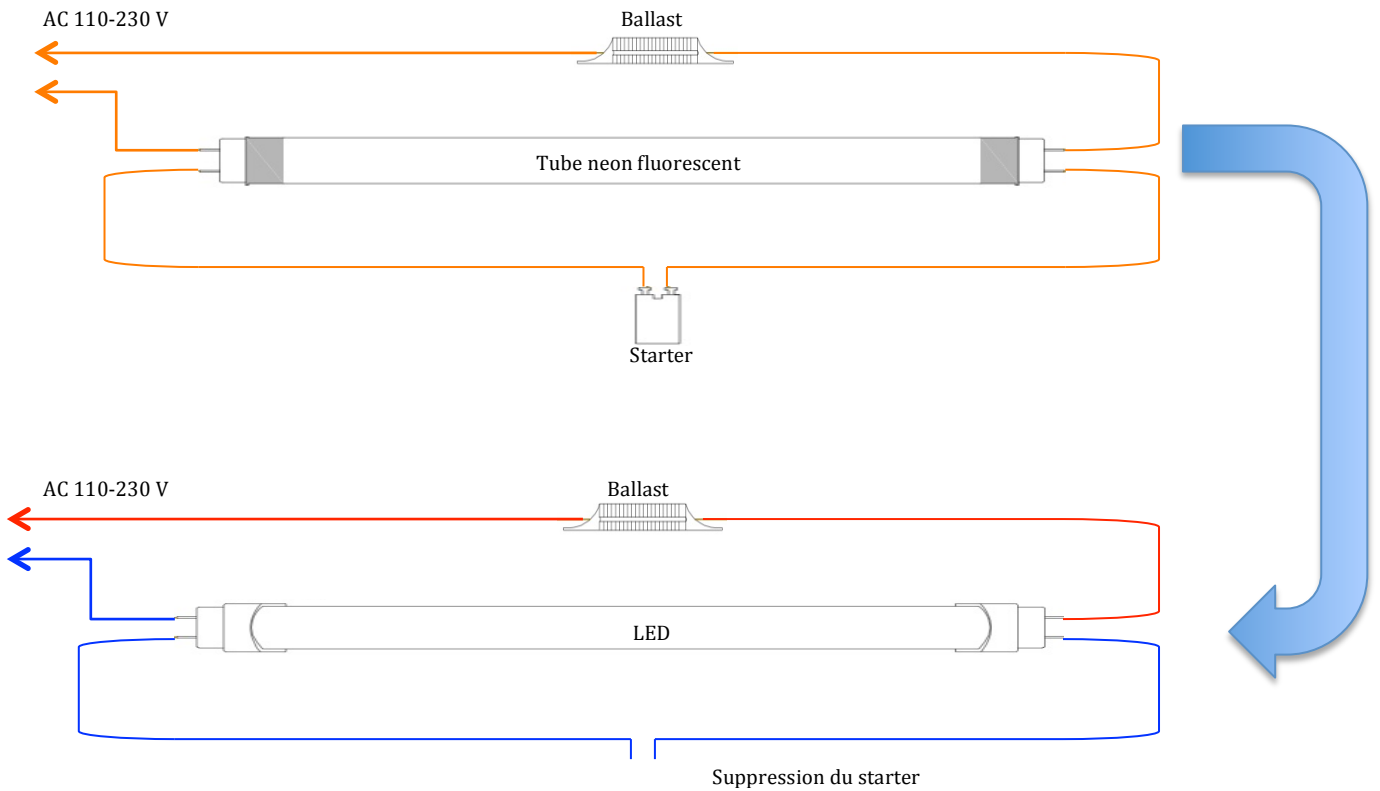 AC 110-230 V
Ballast
Tube neon fluorescent
Starter
AC 110-230 V
Ballast
LED
Suppression du starter